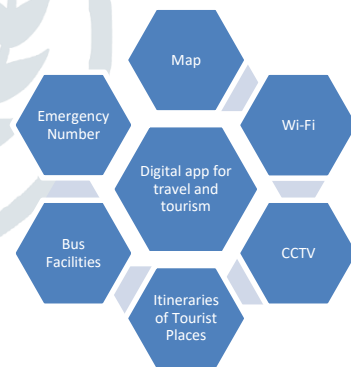 Map
Wi-Fi
CCTV
Itineraries
of Tourist
Places
Bus
Facilities
Emergency
Number
Digital app for
travel and
tourism